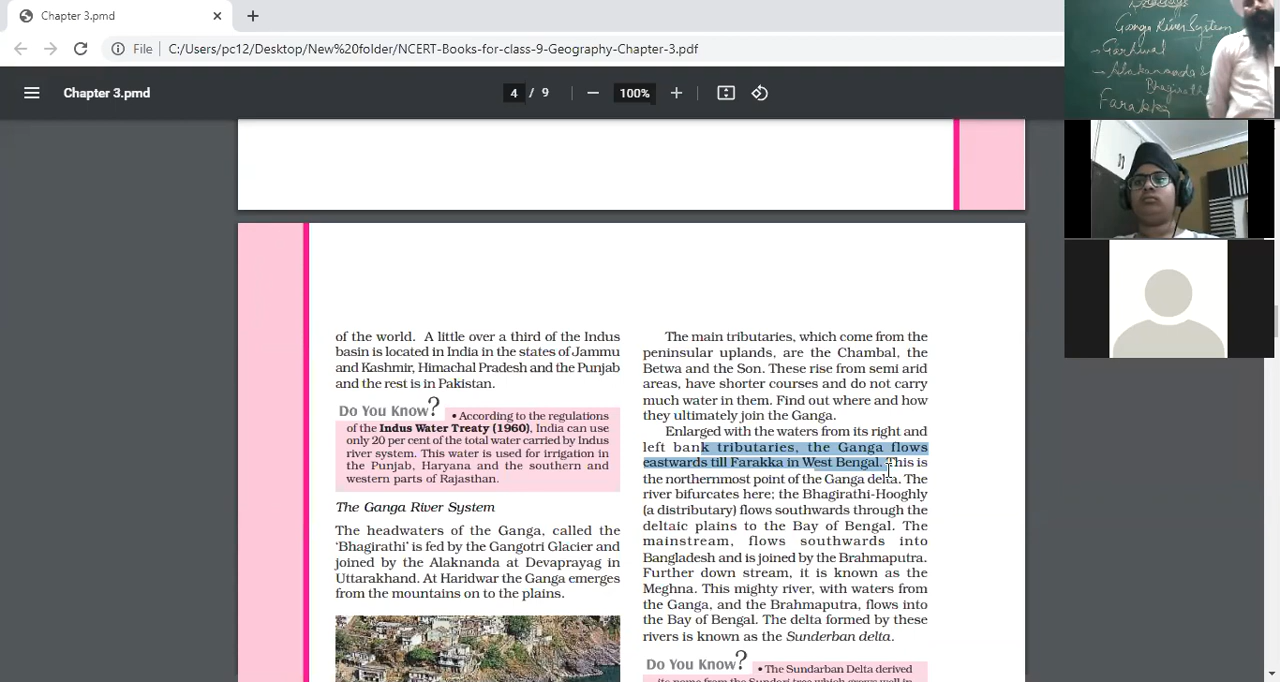 Chapter 3.pmd
File
C:/Users/pc12/Desktop/New%20folder/NCERT-Books-for-class-9-Geography-Chapter-3.pdf
Chapter 3.pmd
4 / 9
100%
of the world. A little over a third of the Indus
basin is located in India in the states of Jammu
and Kashmir, Himachal Pradesh and the Punjab
and the rest is in Pakistan.
Do You Know?
• According to the regulations
of the Indus Water Treaty (1960), India can use
only 20 per cent of the total water carried by Indus
river system. This water is used for irrigation in
the Punjab, Haryana and the southern and
western parts of Rajasthan.
The Ganga River System
The headwaters of the Ganga, called the
‘Bhagirathi’ is fed by the Gangotri Glacier and
joined by the Alaknanda at Devaprayag in
Uttarakhand. At Haridwar the Ganga emerges
from the mountains on to the plains.
The main tributaries, which come from the
peninsular uplands, are the Chambal, the
Betwa and the Son. These rise from semi arid
areas, have shorter courses and do not carry
much water in them. Find out where and how
they ultimately join the Ganga.
Enlarged with the waters from its right and
left bank tributaries, the Ganga flows
eastwards till Farakka in West Bengal. This is
the northernmost point of the Ganga delta. The
river bifurcates here; the Bhagirathi-Hooghly
(a distributary) flows southwards through the
deltaic plains to the Bay of Bengal. The
mainstream, flows southwards into
Bangladesh and is joined by the Brahmaputra.
Further down stream, it is known as the
Meghna. This mighty river, with waters from
the Ganga, and the Brahmaputra, flows into
the Bay of Bengal. The delta formed by these
rivers is known as the Sunderban delta.
Do You Know?
• The Sundarban Delta derived
its name from the Sundari tree which grows well in
Ganga River System
Garhwal
Alakananda &
Bhagirath
Farakka